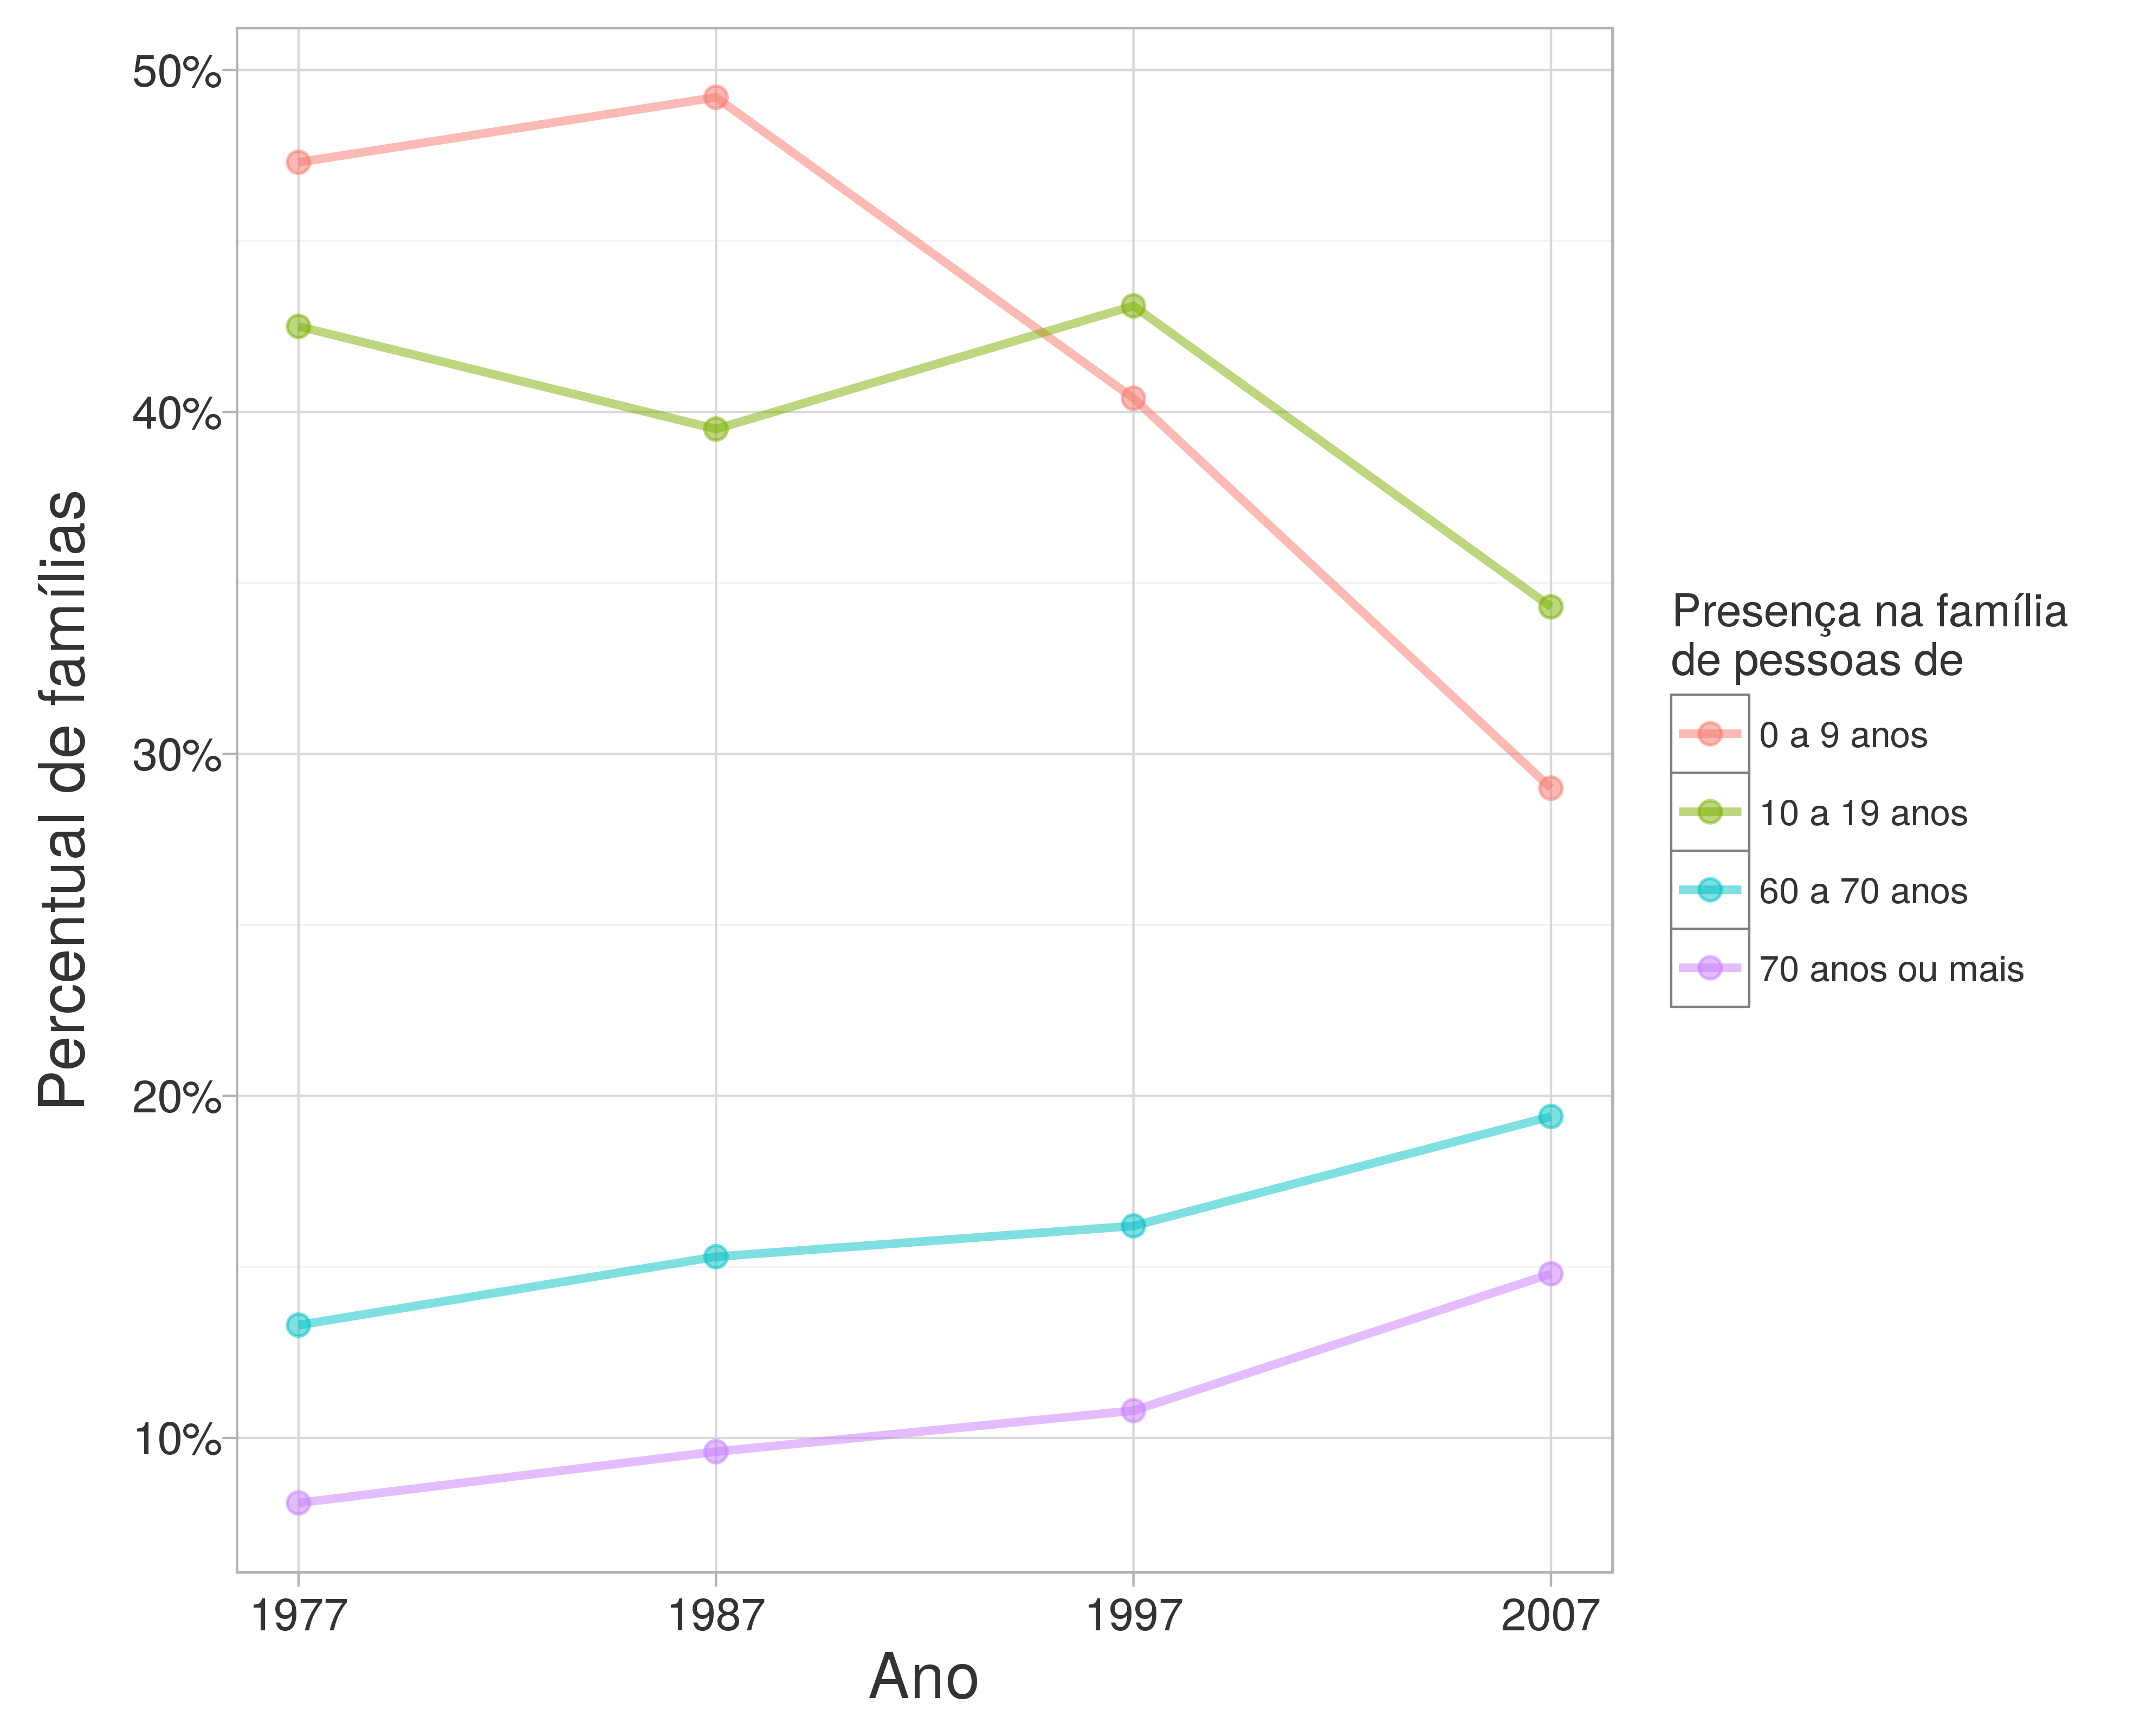 Percentual de famílias
50%
40%
30%
20%
10%
1977
1987
1997
2007
Ano
Presença na família
de pessoas de
0 a 9 anos
10 a 19 anos
60 a 70 anos
70 anos ou mais